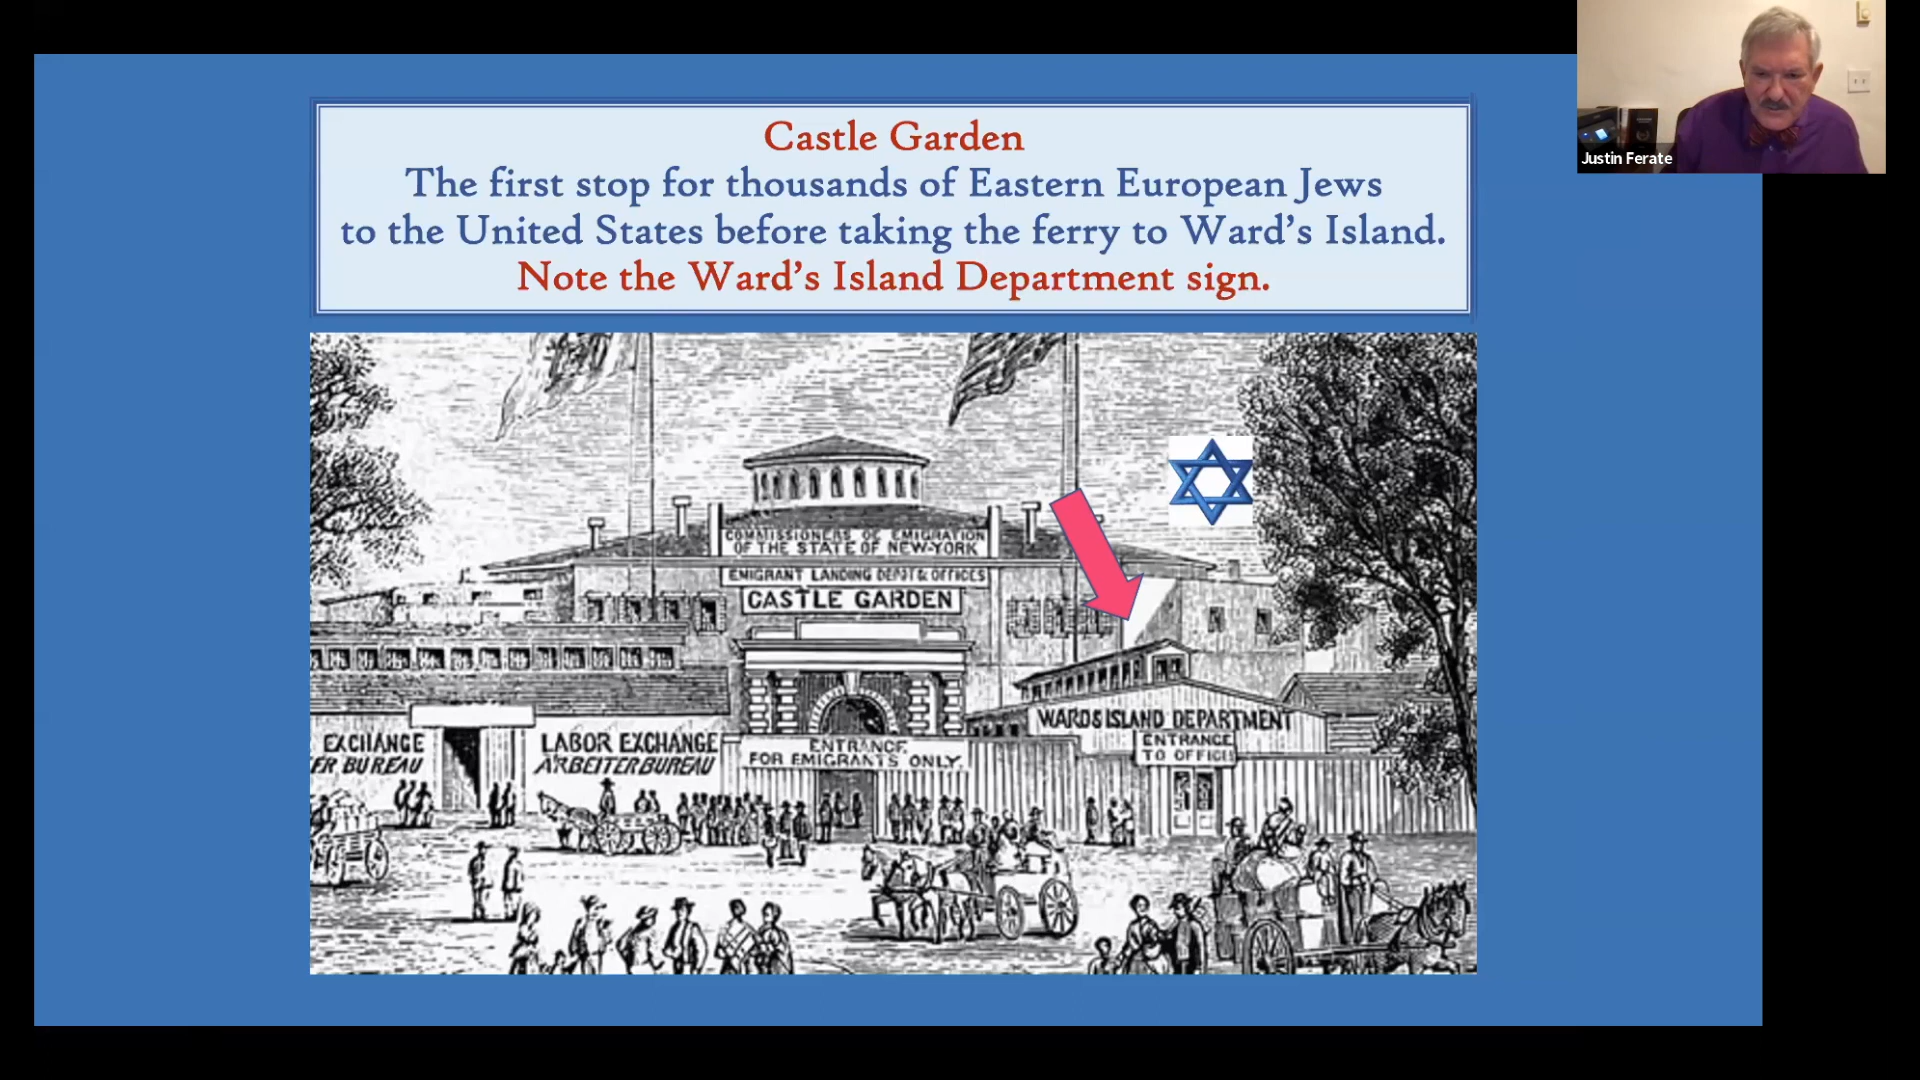 Castle Garden
The first stop for thousands of Eastern European Jews
to the United States before taking the ferry to Ward's Island.
Note the Ward's Island Department sign.
Justin Ferate
COMMISSIONERS OF EMIGRATION
OF THE STATE OF NEW-YORK
EMIGRANT LANDING DEPOT & OFFICES
CASTLE GARDEN
WARDS ISLAND DEPARTMENT
ENTRANCE
TO OFFICES
EXCHANGE
ER BUREAU
LABOR EXCHANGE
ARBEITER BUREAU
ENTRANCE
FOR EMIGRANTS ONLY.